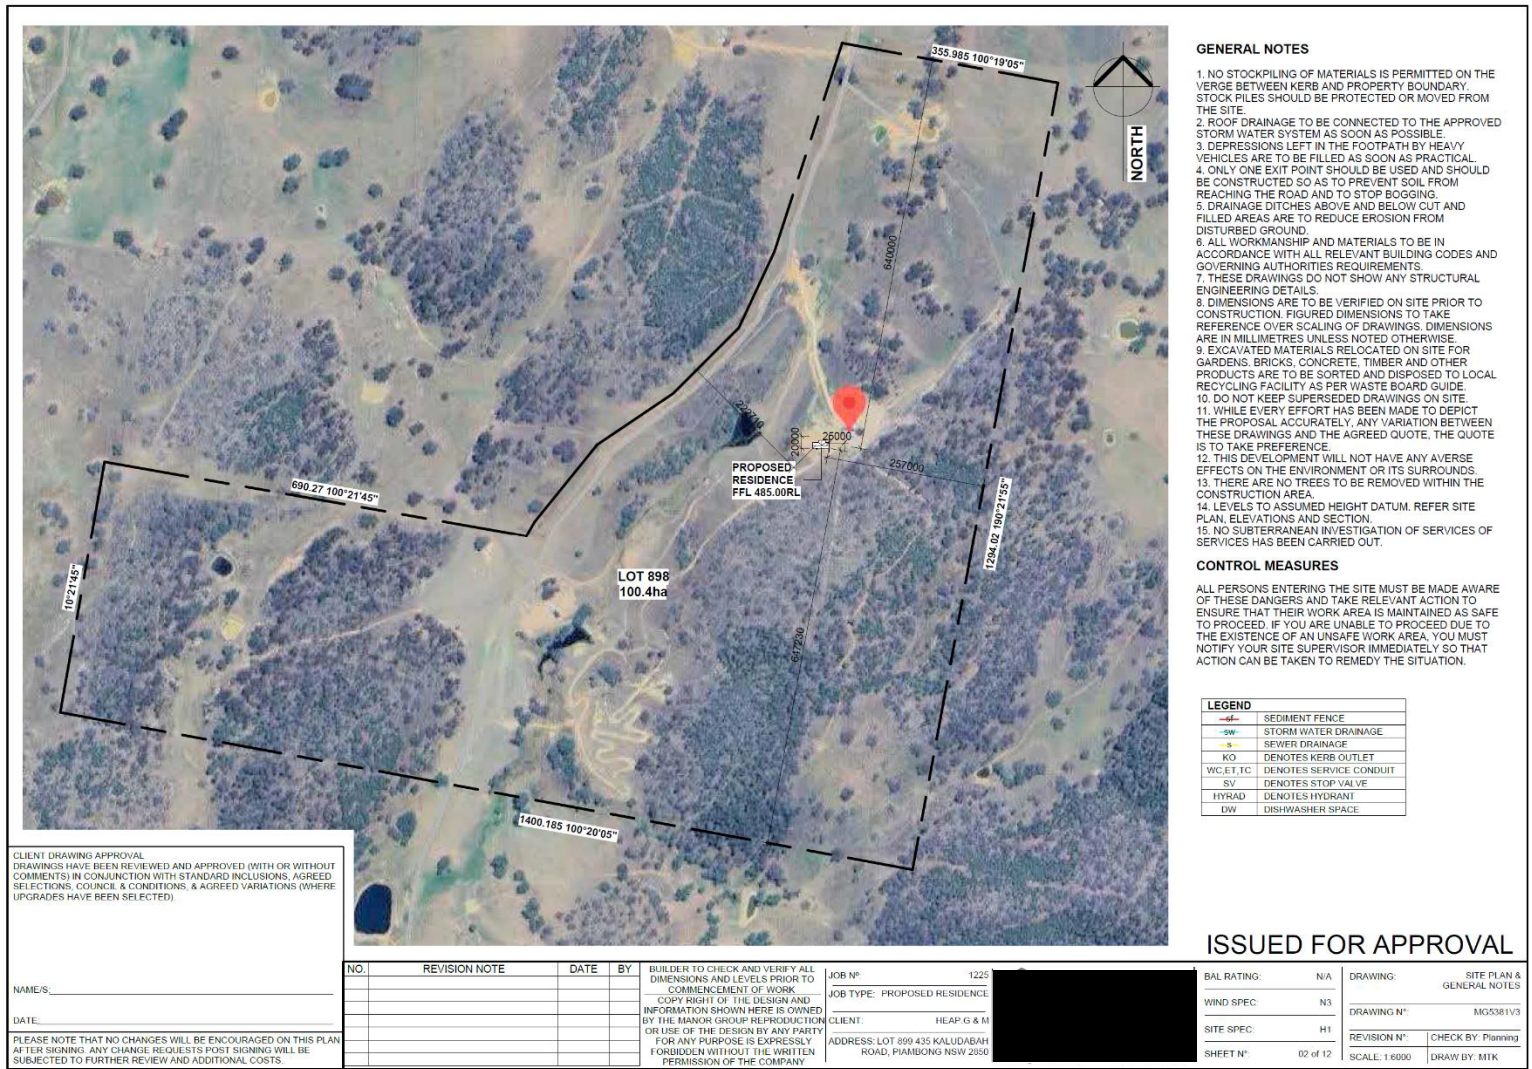 355.985 100°19'05"
NORTH
640000
222710
20000
25000
257000
PROPOSED
RESIDENCE
FFL 485.00RL
690.27 100°21'45"
10°21'45"
1294.02 190°21'55"
LOT 898
100.4ha
647230
1400.185 100°20'05"
GENERAL NOTES
1. NO STOCKPILING OF MATERIALS IS PERMITTED ON THE
VERGE BETWEEN KERB AND PROPERTY BOUNDARY.
STOCK PILES SHOULD BE PROTECTED OR MOVED FROM
THE SITE.
2. ROOF DRAINAGE TO BE CONNECTED TO THE APPROVED
STORM WATER SYSTEM AS SOON AS POSSIBLE.
3. DEPRESSIONS LEFT IN THE FOOTPATH BY HEAVY
VEHICLES ARE TO BE FILLED AS SOON AS PRACTICAL.
4. ONLY ONE EXIT POINT SHOULD BE USED AND SHOULD
BE CONSTRUCTED SO AS TO PREVENT SOIL FROM
REACHING THE ROAD AND TO STOP BOGGING.
5. DRAINAGE DITCHES ABOVE AND BELOW CUT AND
FILLED AREAS ARE TO REDUCE EROSION FROM
DISTURBED GROUND.
6. ALL WORKMANSHIP AND MATERIALS TO BE IN
ACCORDANCE WITH ALL RELEVANT BUILDING CODES AND
GOVERNING AUTHORITIES REQUIREMENTS.
7. THESE DRAWINGS DO NOT SHOW ANY STRUCTURAL
ENGINEERING DETAILS.
8. DIMENSIONS ARE TO BE VERIFIED ON SITE PRIOR TO
CONSTRUCTION. FIGURED DIMENSIONS TO TAKE
REFERENCE OVER SCALING OF DRAWINGS. DIMENSIONS
ARE IN MILLIMETRES UNLESS NOTED OTHERWISE.
9. EXCAVATED MATERIALS RELOCATED ON SITE FOR
GARDENS. BRICKS, CONCRETE, TIMBER AND OTHER
PRODUCTS ARE TO BE SORTED AND DISPOSED TO LOCAL
RECYCLING FACILITY AS PER WASTE BOARD GUIDE.
10. DO NOT KEEP SUPERSEDED DRAWINGS ON SITE.
11. WHILE EVERY EFFORT HAS BEEN MADE TO DEPICT
THE PROPOSAL ACCURATELY, ANY VARIATION BETWEEN
THESE DRAWINGS AND THE AGREED QUOTE, THE QUOTE
IS TO TAKE PREFERENCE.
12. THIS DEVELOPMENT WILL NOT HAVE ANY AVERSE
EFFECTS ON THE ENVIRONMENT OR ITS SURROUNDS.
13. THERE ARE NO TREES TO BE REMOVED WITHIN THE
CONSTRUCTION AREA.
14. LEVELS TO ASSUMED HEIGHT DATUM. REFER SITE
PLAN, ELEVATIONS AND SECTION.
15. NO SUBTERRANEAN INVESTIGATION OF SERVICES OF
SERVICES HAS BEEN CARRIED OUT.
CONTROL MEASURES
ALL PERSONS ENTERING THE SITE MUST BE MADE AWARE
OF THESE DANGERS AND TAKE RELEVANT ACTION TO
ENSURE THAT THEIR WORK AREA IS MAINTAINED AS SAFE
TO PROCEED. IF YOU ARE UNABLE TO PROCEED DUE TO
THE EXISTENCE OF AN UNSAFE WORK AREA, YOU MUST
NOTIFY YOUR SITE SUPERVISOR IMMEDIATELY SO THAT
ACTION CAN BE TAKEN TO REMEDY THE SITUATION.
LEGEND
sf SEDIMENT FENCE
SW STORM WATER DRAINAGE
S SEWER DRAINAGE
KO DENOTES KERB OUTLET
WC,ET,TC DENOTES SERVICE CONDUIT
SV DENOTES STOP VALVE
HYRAD DENOTES HYDRANT
DW DISHWASHER SPACE
ISSUED FOR APPROVAL
CLIENT DRAWING APPROVAL
DRAWINGS HAVE BEEN REVIEWED AND APPROVED (WITH OR WITHOUT
COMMENTS) IN CONJUNCTION WITH STANDARD INCLUSIONS, AGREED
SELECTIONS, COUNCIL & CONDITIONS, & AGREED VARIATIONS (WHERE
UPGRADES HAVE BEEN SELECTED).
NAME/S:
DATE:
PLEASE NOTE THAT NO CHANGES WILL BE ENCOURAGED ON THIS PLAN
AFTER SIGNING. ANY CHANGE REQUESTS POST SIGNING WILL BE
SUBJECTED TO FURTHER REVIEW AND ADDITIONAL COSTS.
NO. REVISION NOTE DATE BY
BUILDER TO CHECK AND VERIFY ALL
DIMENSIONS AND LEVELS PRIOR TO
COMMENCEMENT OF WORK
COPY RIGHT OF THE DESIGN AND
INFORMATION SHOWN HERE IS OWNED
BY THE MANOR GROUP REPRODUCTION
OR USE OF THE DESIGN BY ANY PARTY
FOR ANY PURPOSE IS EXPRESSLY
FORBIDDEN WITHOUT THE WRITTEN
PERMISSION OF THE COMPANY
JOB Nº: 1225
JOB TYPE: PROPOSED RESIDENCE
CLIENT: HEAP.G & M
ADDRESS: LOT 899 435 KALUDABAH
ROAD, PIAMBONG NSW 2850
BAL RATING: N/A
WIND SPEC: N3
SITE SPEC: H1
SHEET Nº: 02 of 12
DRAWING: SITE PLAN &
GENERAL NOTES
DRAWING Nº: MG5381V3
REVISION Nº: CHECK BY: Planning
SCALE: 1:6000 DRAW BY: MTK